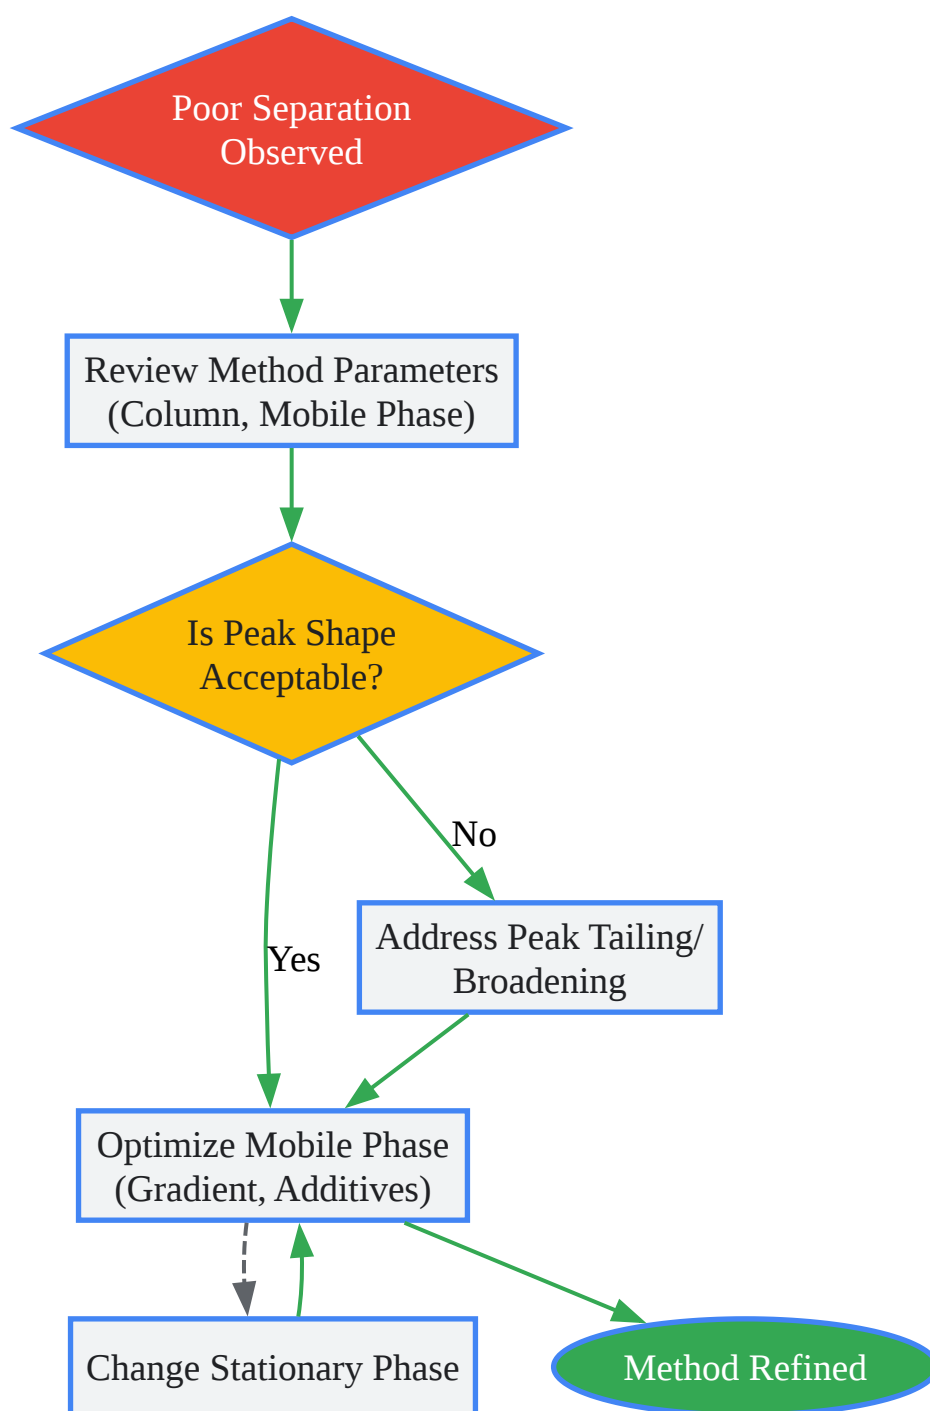 Poor Separation
Observed
Review Method Parameters
(Column, Mobile Phase)
Is Peak Shape
Acceptable?
No
Yes
Address Peak Tailing/
Broadening
Optimize Mobile Phase
(Gradient, Additives)
Change Stationary Phase
Method Refined